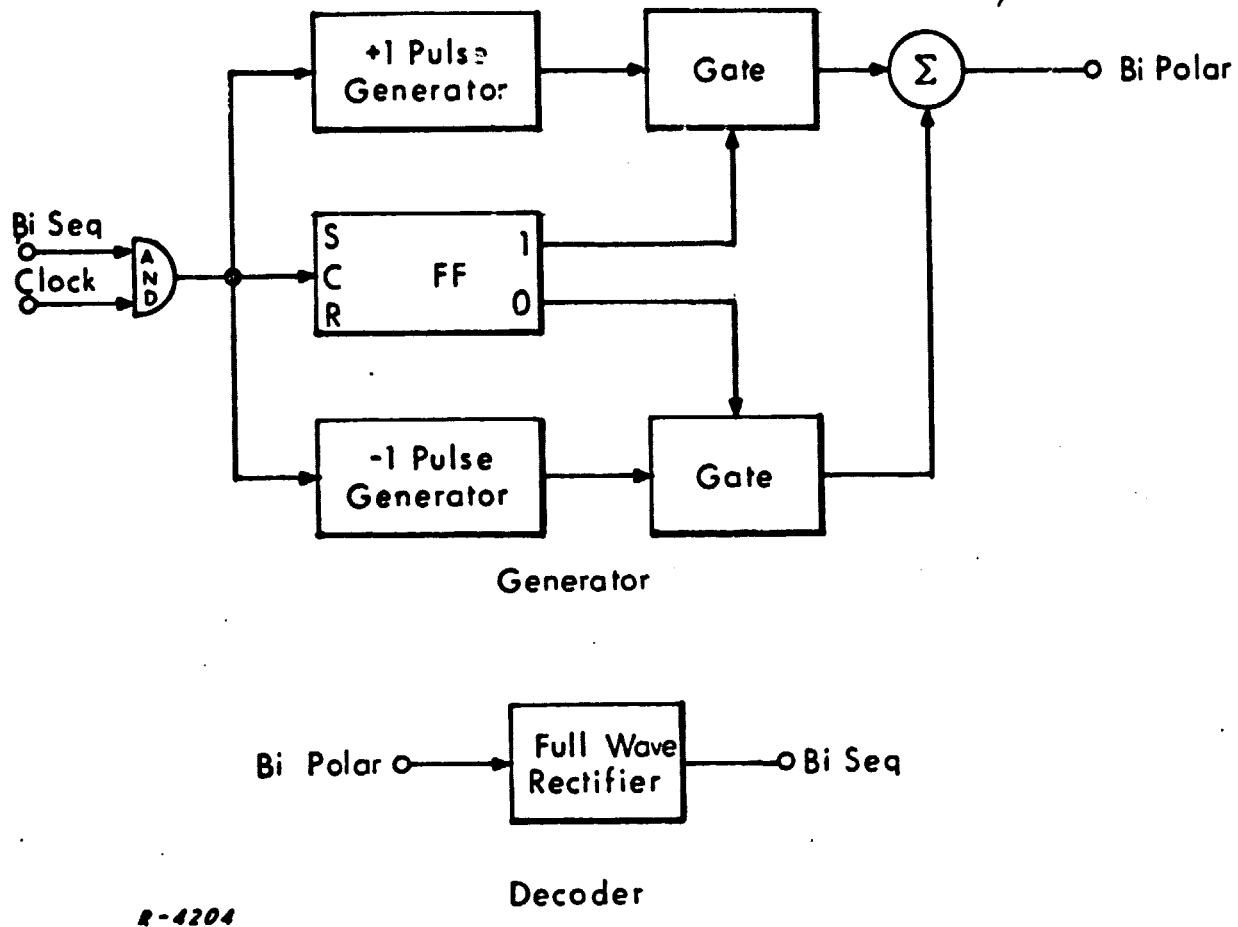 +1 Pulse
Generator
Gate
Σ
Bi Polar
Bi Seq
Clock
AND
S
C
R
FF
1
0
-1 Pulse
Generator
Gate
Generator
Bi Polar
Full Wave
Rectifier
Bi Seq
Decoder
R-4204